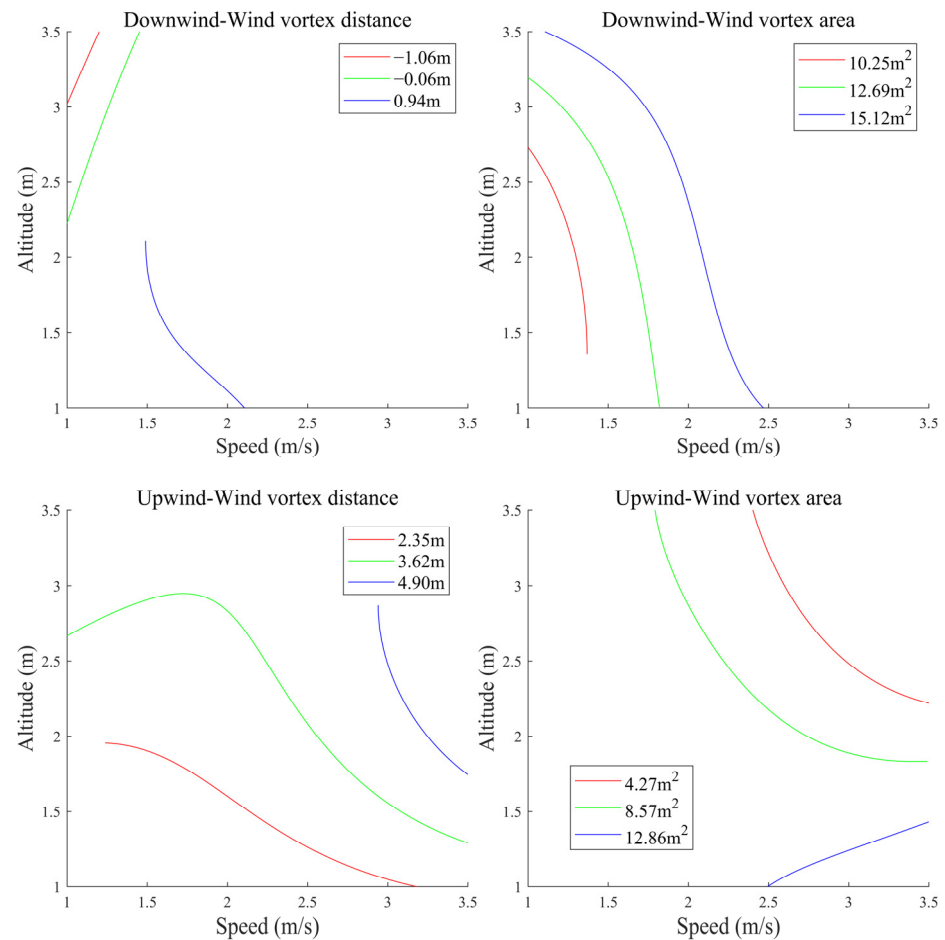 Downwind-Wind vortex distance
3.5
3
2.5
2
1.5
1
Altitude (m)
−1.06m
−0.06m
0.94m
1 1.5 2 2.5 3 3.5
Speed (m/s)
Downwind-Wind vortex area
3.5
3
2.5
2
1.5
1
Altitude (m)
10.25m²
12.69m²
15.12m²
1 1.5 2 2.5 3 3.5
Speed (m/s)
Upwind-Wind vortex distance
3.5
3
2.5
2
1.5
1
Altitude (m)
2.35m
3.62m
4.90m
1 1.5 2 2.5 3 3.5
Speed (m/s)
Upwind-Wind vortex area
3.5
3
2.5
2
1.5
1
Altitude (m)
4.27m²
8.57m²
12.86m²
1 1.5 2 2.5 3 3.5
Speed (m/s)